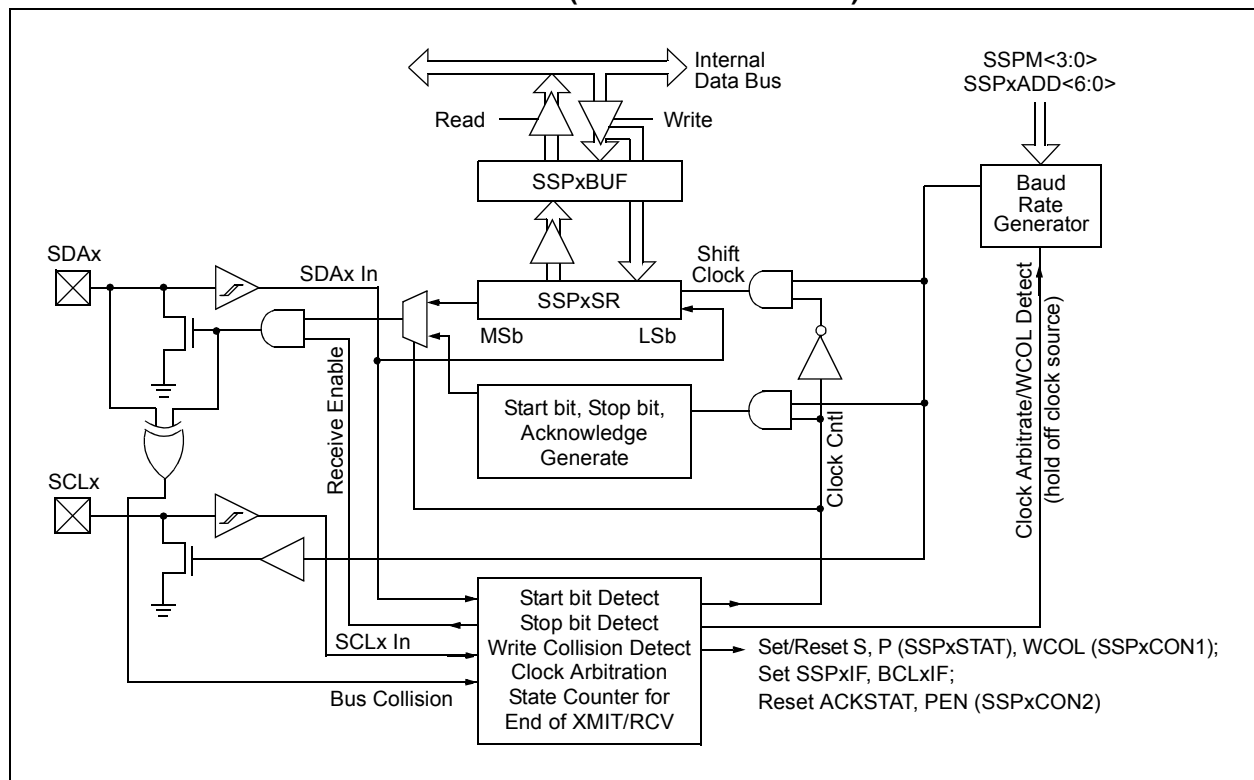 Internal
Data Bus
SSPM<3:0>
SSPxADD<6:0>
Read
Write
SSPxBUF
Baud
Rate
Generator
SDAx
SDAx In
Shift
Clock
SSPxSR
MSb
LSb
Start bit, Stop bit,
Acknowledge
Generate
Receive Enable
Clock Cntl
Clock Arbitrate/WCOL Detect
(hold off clock source)
SCLx
SCLx In
Bus Collision
Start bit Detect
Stop bit Detect
Write Collision Detect
Clock Arbitration
State Counter for
End of XMIT/RCV
Set/Reset S, P (SSPxSTAT), WCOL (SSPxCON1);
Set SSPxIF, BCLxIF;
Reset ACKSTAT, PEN (SSPxCON2)